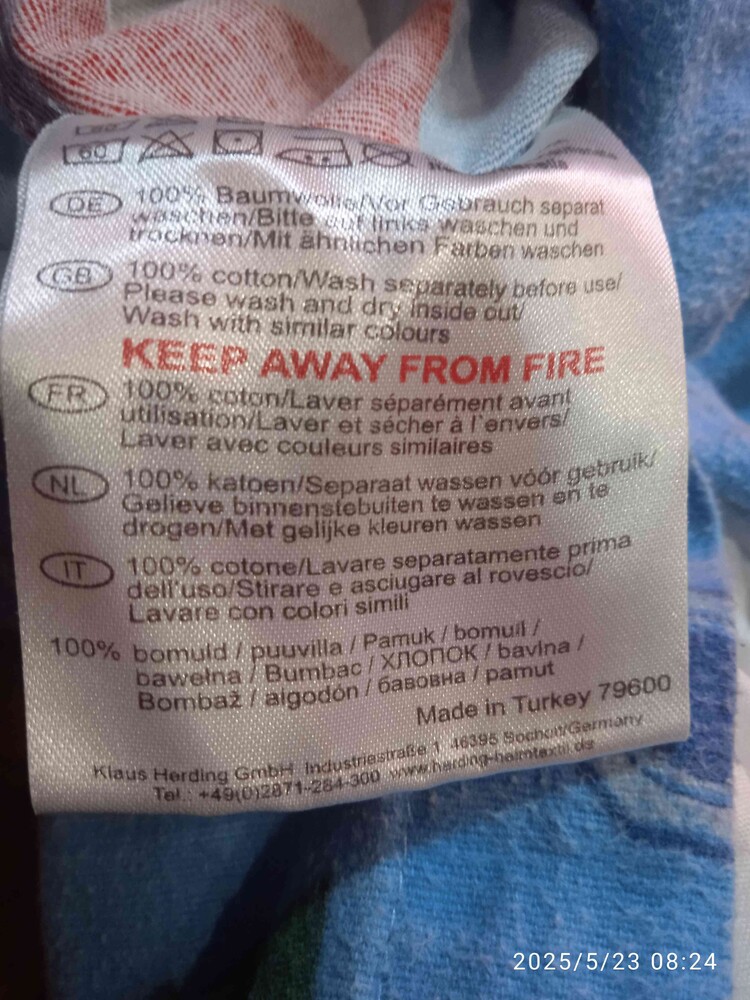 60
DE 100% Baumwolle/Vor Gebrauch separat
waschen/Bitte auf links waschen und
trocknen/Mit ähnlichen Farben waschen
GB 100% cotton/Wash separately before use/
Please wash and dry inside out/
Wash with similar colours
KEEP AWAY FROM FIRE
FR 100% coton/Laver séparément avant
utilisation/Laver et sécher à l'envers/
Laver avec couleurs similaires
NL 100% katoen/Separaat wassen vóór gebruik/
Gelieve binnenstebuiten te wassen en te
drogen/Met gelijke kleuren wassen
IT 100% cotone/Lavare separatamente prima
dell'uso/Stirare e asciugare al rovescio/
Lavare con colori simili
100% bomuld / puuvilla / Pamuk / bomull /
bawełna / Bumbac / ХЛОПОК / bavlna /
Bombaž / algodón / бавовна / pamut
Made in Turkey 79600
Klaus Herding GmbH Industriestraße 1 46395 Bocholt/Germany
Tel.: +49(0)2871-284-300 www.herding-heimtextil.de
2025/5/23 08:24